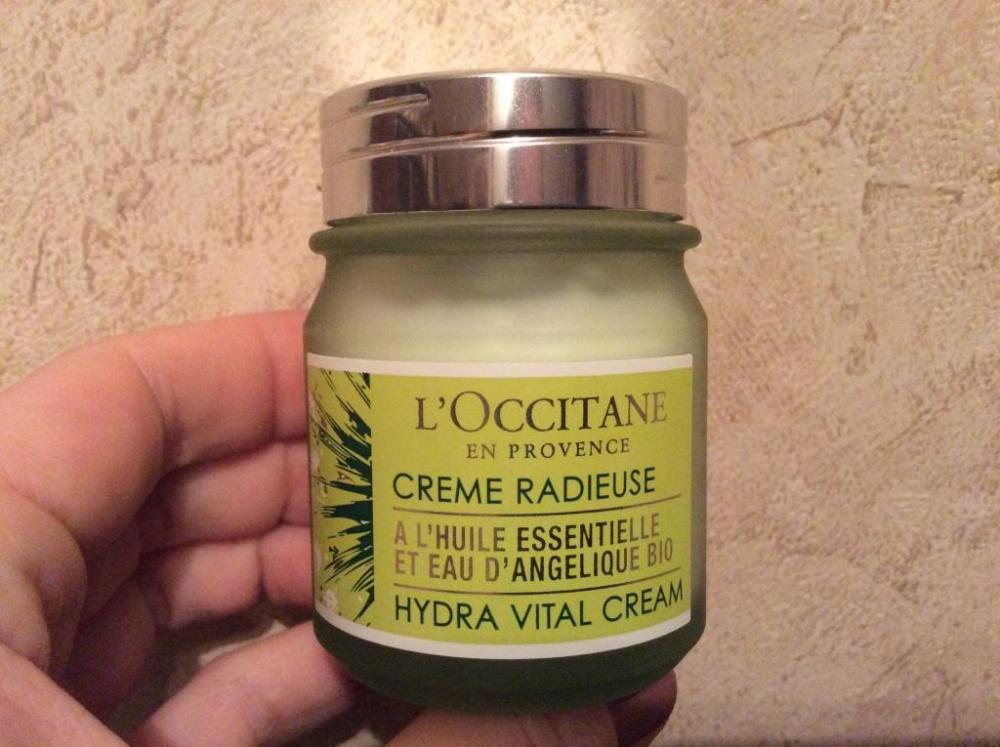 L'OCCITANE
EN PROVENCE
CREME RADIEUSE
A L'HUILE ESSENTIELLE
ET EAU D'ANGELIQUE BIO
HYDRA VITAL CREAM